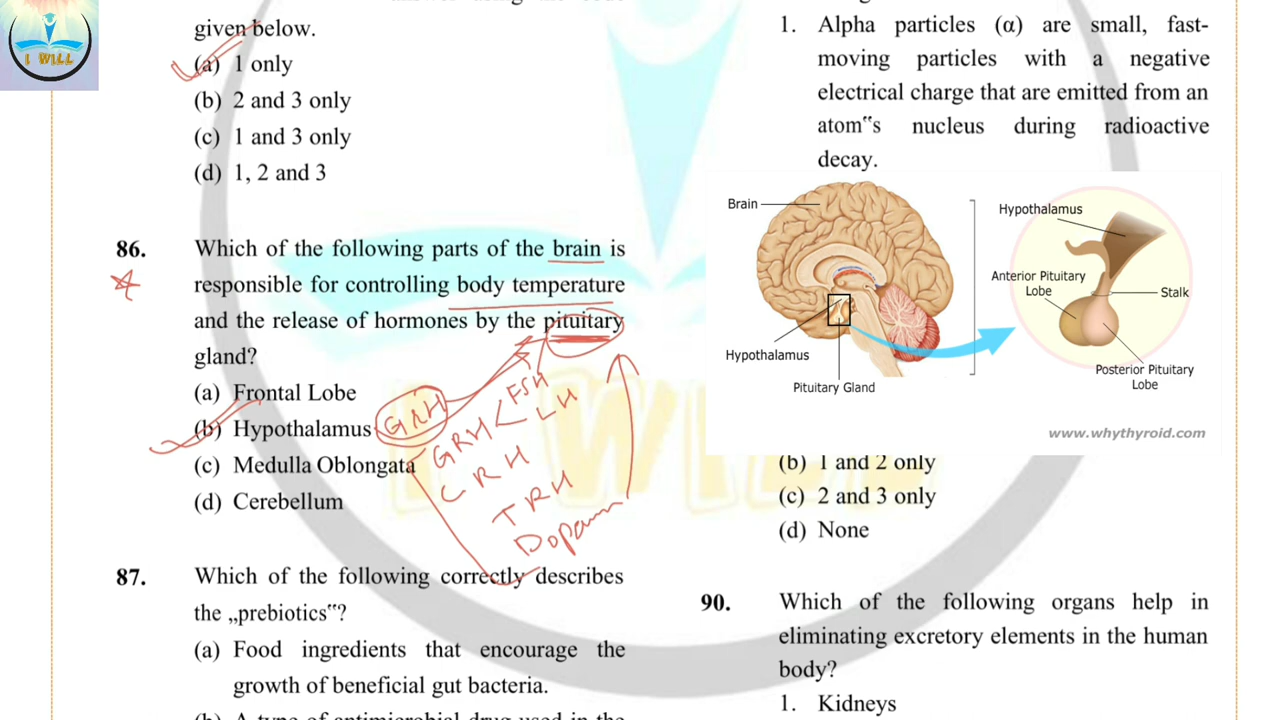 I WILL
given below.
(a) 1 only
(b) 2 and 3 only
(c) 1 and 3 only
(d) 1, 2 and 3
86. Which of the following parts of the brain is
responsible for controlling body temperature
and the release of hormones by the pituitary
gland?
(a) Frontal Lobe
(b) Hypothalamus
(c) Medulla Oblongata
(d) Cerebellum
GRH
GRH < FSH
LH
CRH
TRH
87. Which of the following correctly describes
the „prebiotics‟?
(a) Food ingredients that encourage the
growth of beneficial gut bacteria.
1. Alpha particles (α) are small, fast-
moving particles with a negative
electrical charge that are emitted from an
atom‟s nucleus during radioactive
decay.
Brain
Hypothalamus
Pituitary Gland
Hypothalamus
Anterior Pituitary
Lobe
Stalk
Posterior Pituitary
Lobe
www.whythyroid.com
(b) 1 and 2 only
(c) 2 and 3 only
(d) None
90. Which of the following organs help in
eliminating excretory elements in the human
body?
1. Kidneys